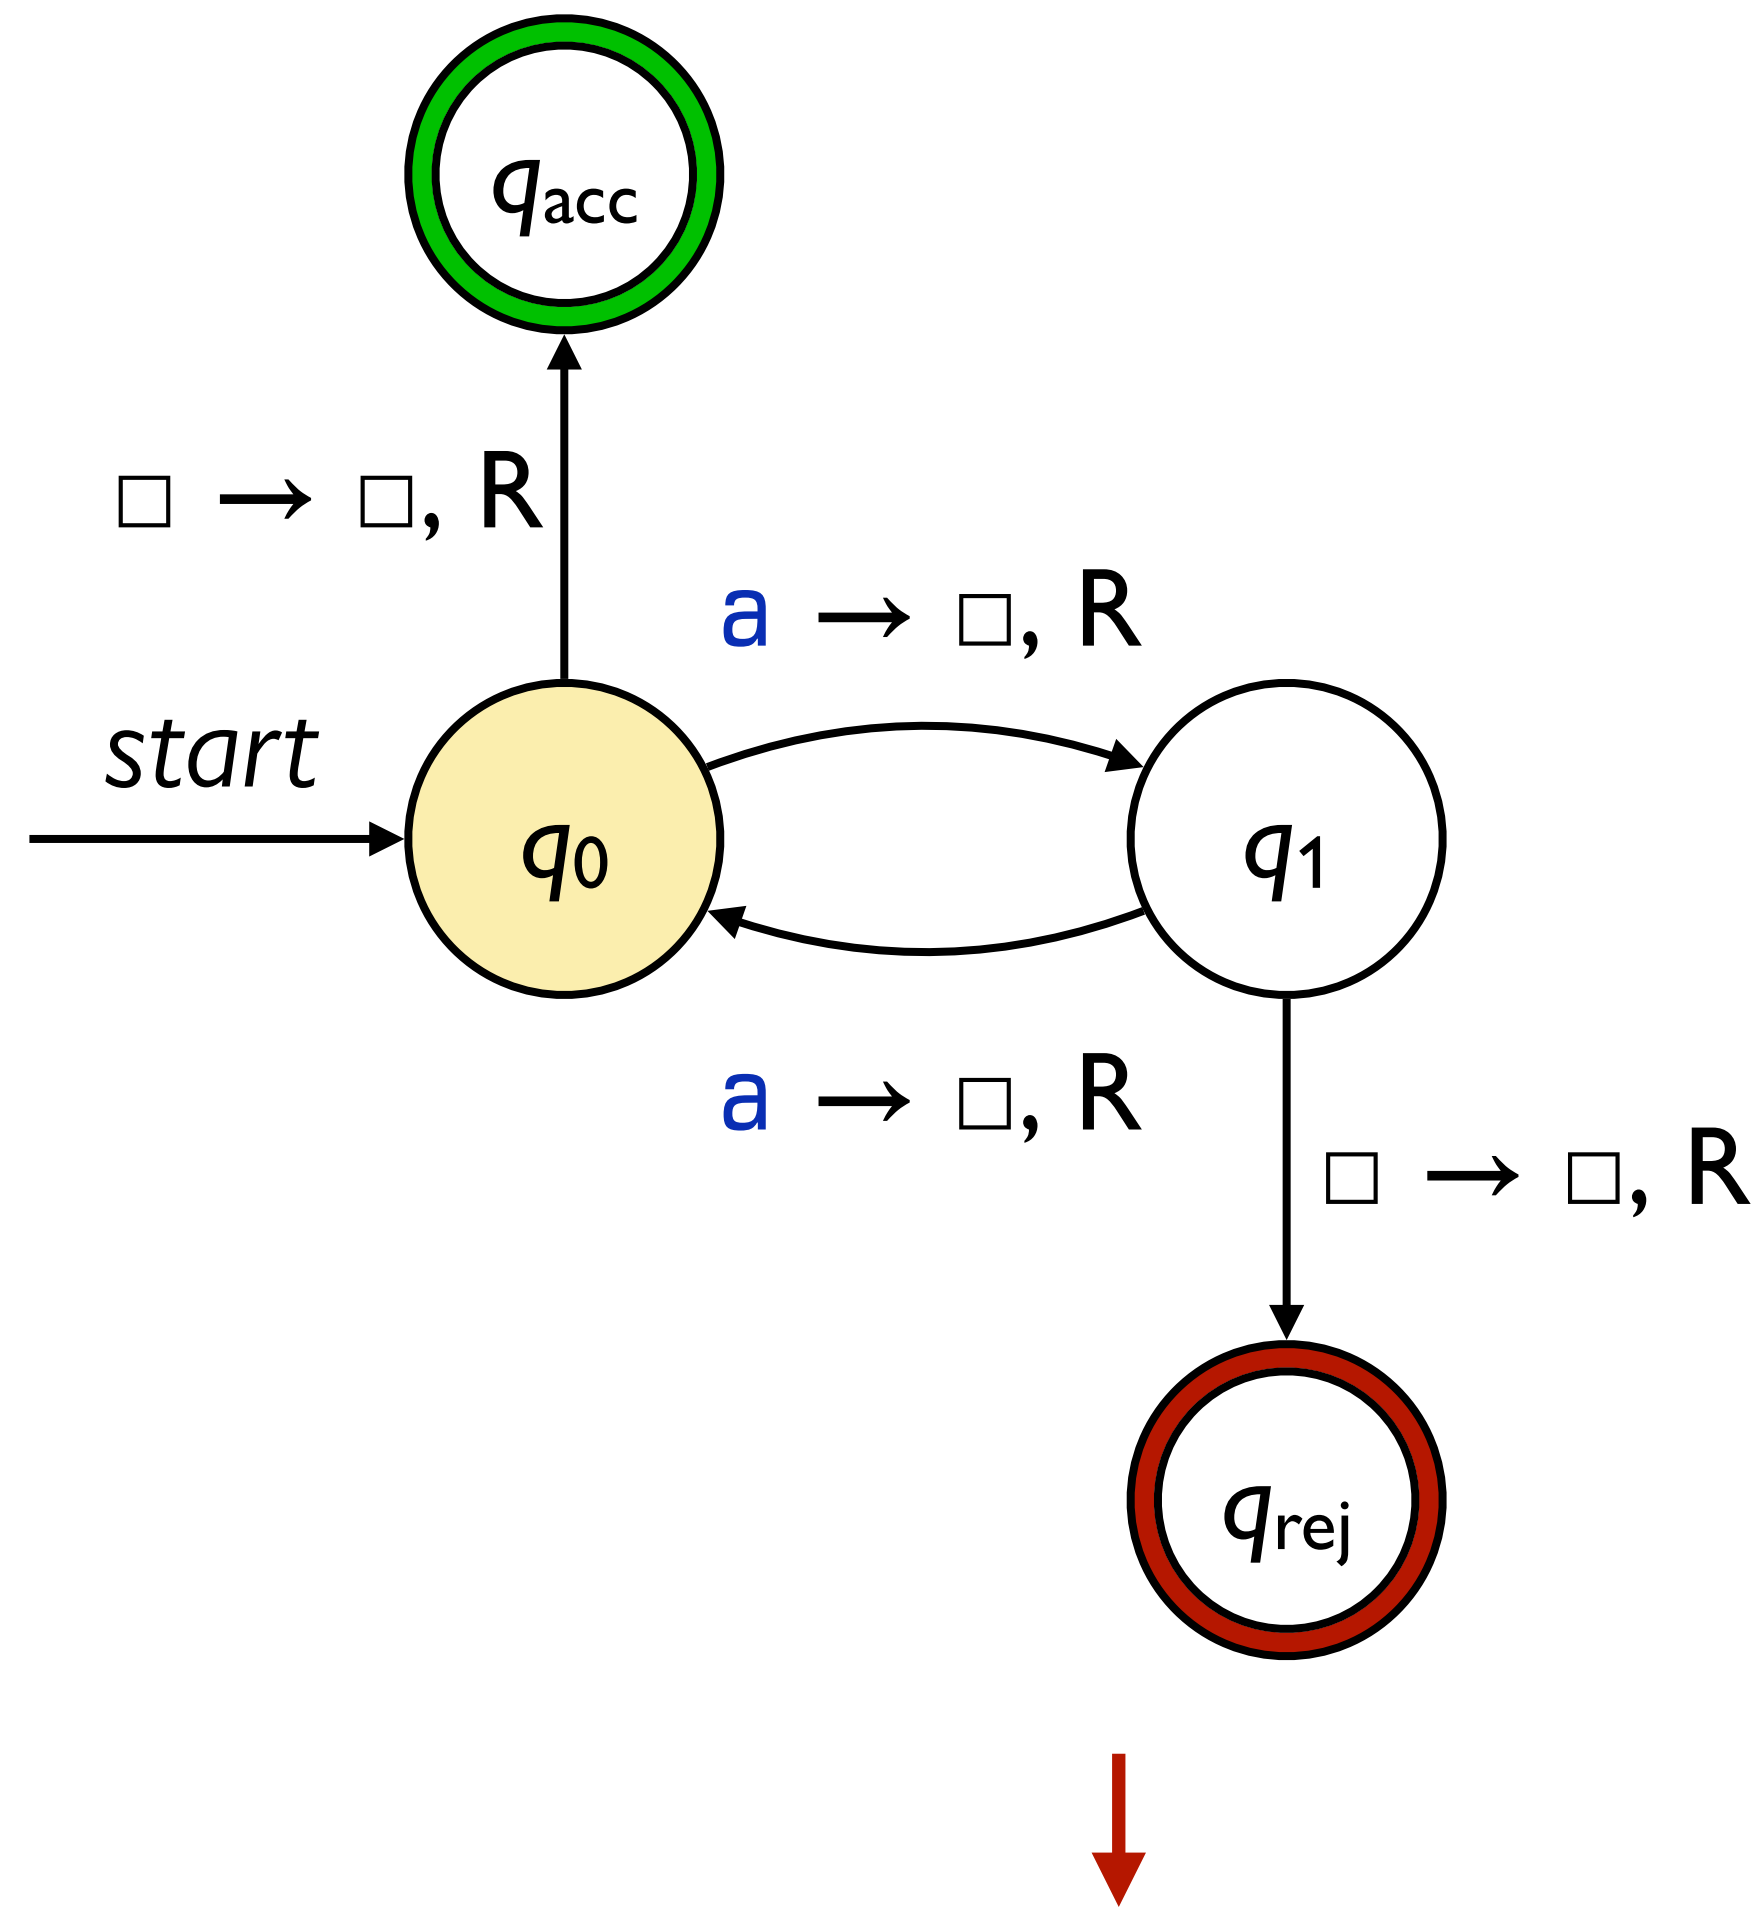 qacc
□ → □, R
a → □, R
start
q0
q1
a → □, R
□ → □, R
qrej